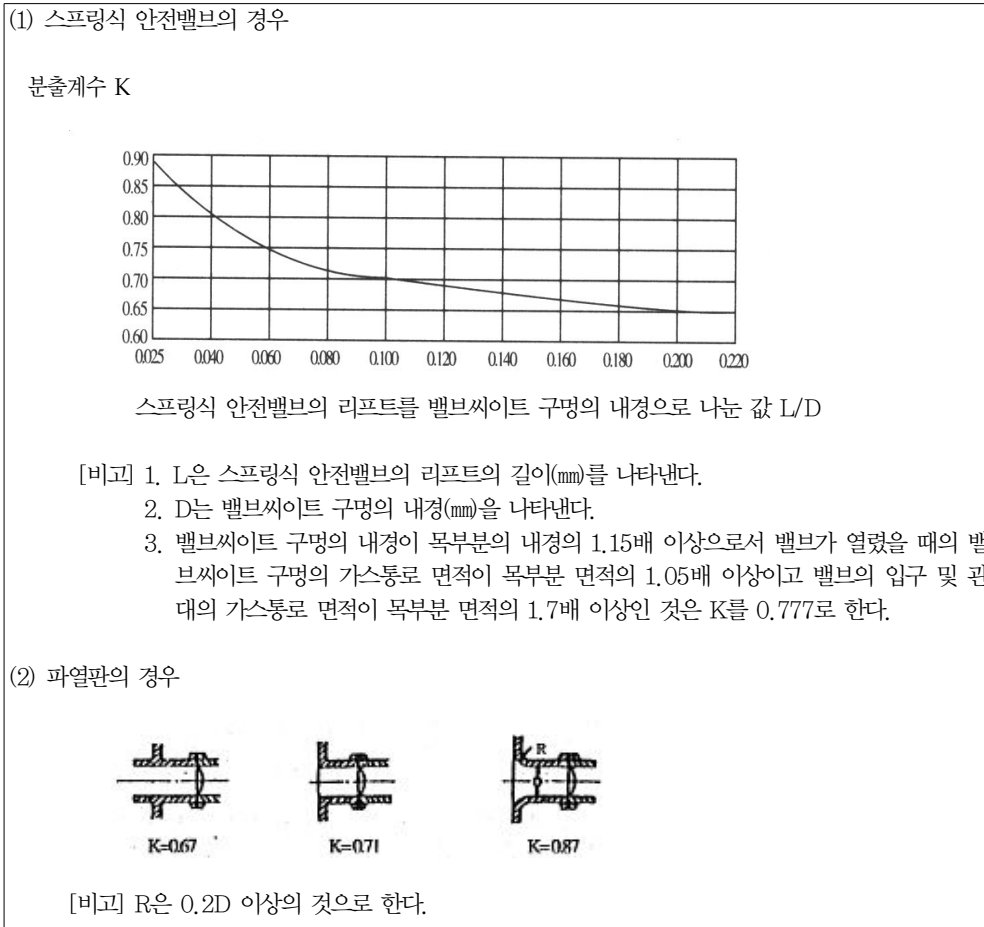 (1) 스프링식 안전밸브의 경우
분출계수 K
0.90
0.85
0.80
0.75
0.70
0.65
0.60
0.025 0.040 0.060 0.080 0.100 0.120 0.140 0.160 0.180 0.200 0.220
스프링식 안전밸브의 리프트를 밸브씨이트 구멍의 내경으로 나눈 값 L/D
[비고] 1. L은 스프링식 안전밸브의 리프트의 길이(㎜)를 나타낸다.
2. D는 밸브씨이트 구멍의 내경(㎜)을 나타낸다.
3. 밸브씨이트 구멍의 내경이 목부분의 내경의 1.15배 이상으로서 밸브가 열렸을 때의 밸
브씨이트 구멍의 가스통로 면적이 목부분 면적의 1.05배 이상이고 밸브의 입구 및 관
대의 가스통로 면적이 목부분 면적의 1.7배 이상인 것은 K를 0.777로 한다.
(2) 파열판의 경우
R
D
K=0.67 K=0.71 K=0.87
[비고] R은 0.2D 이상의 것으로 한다.